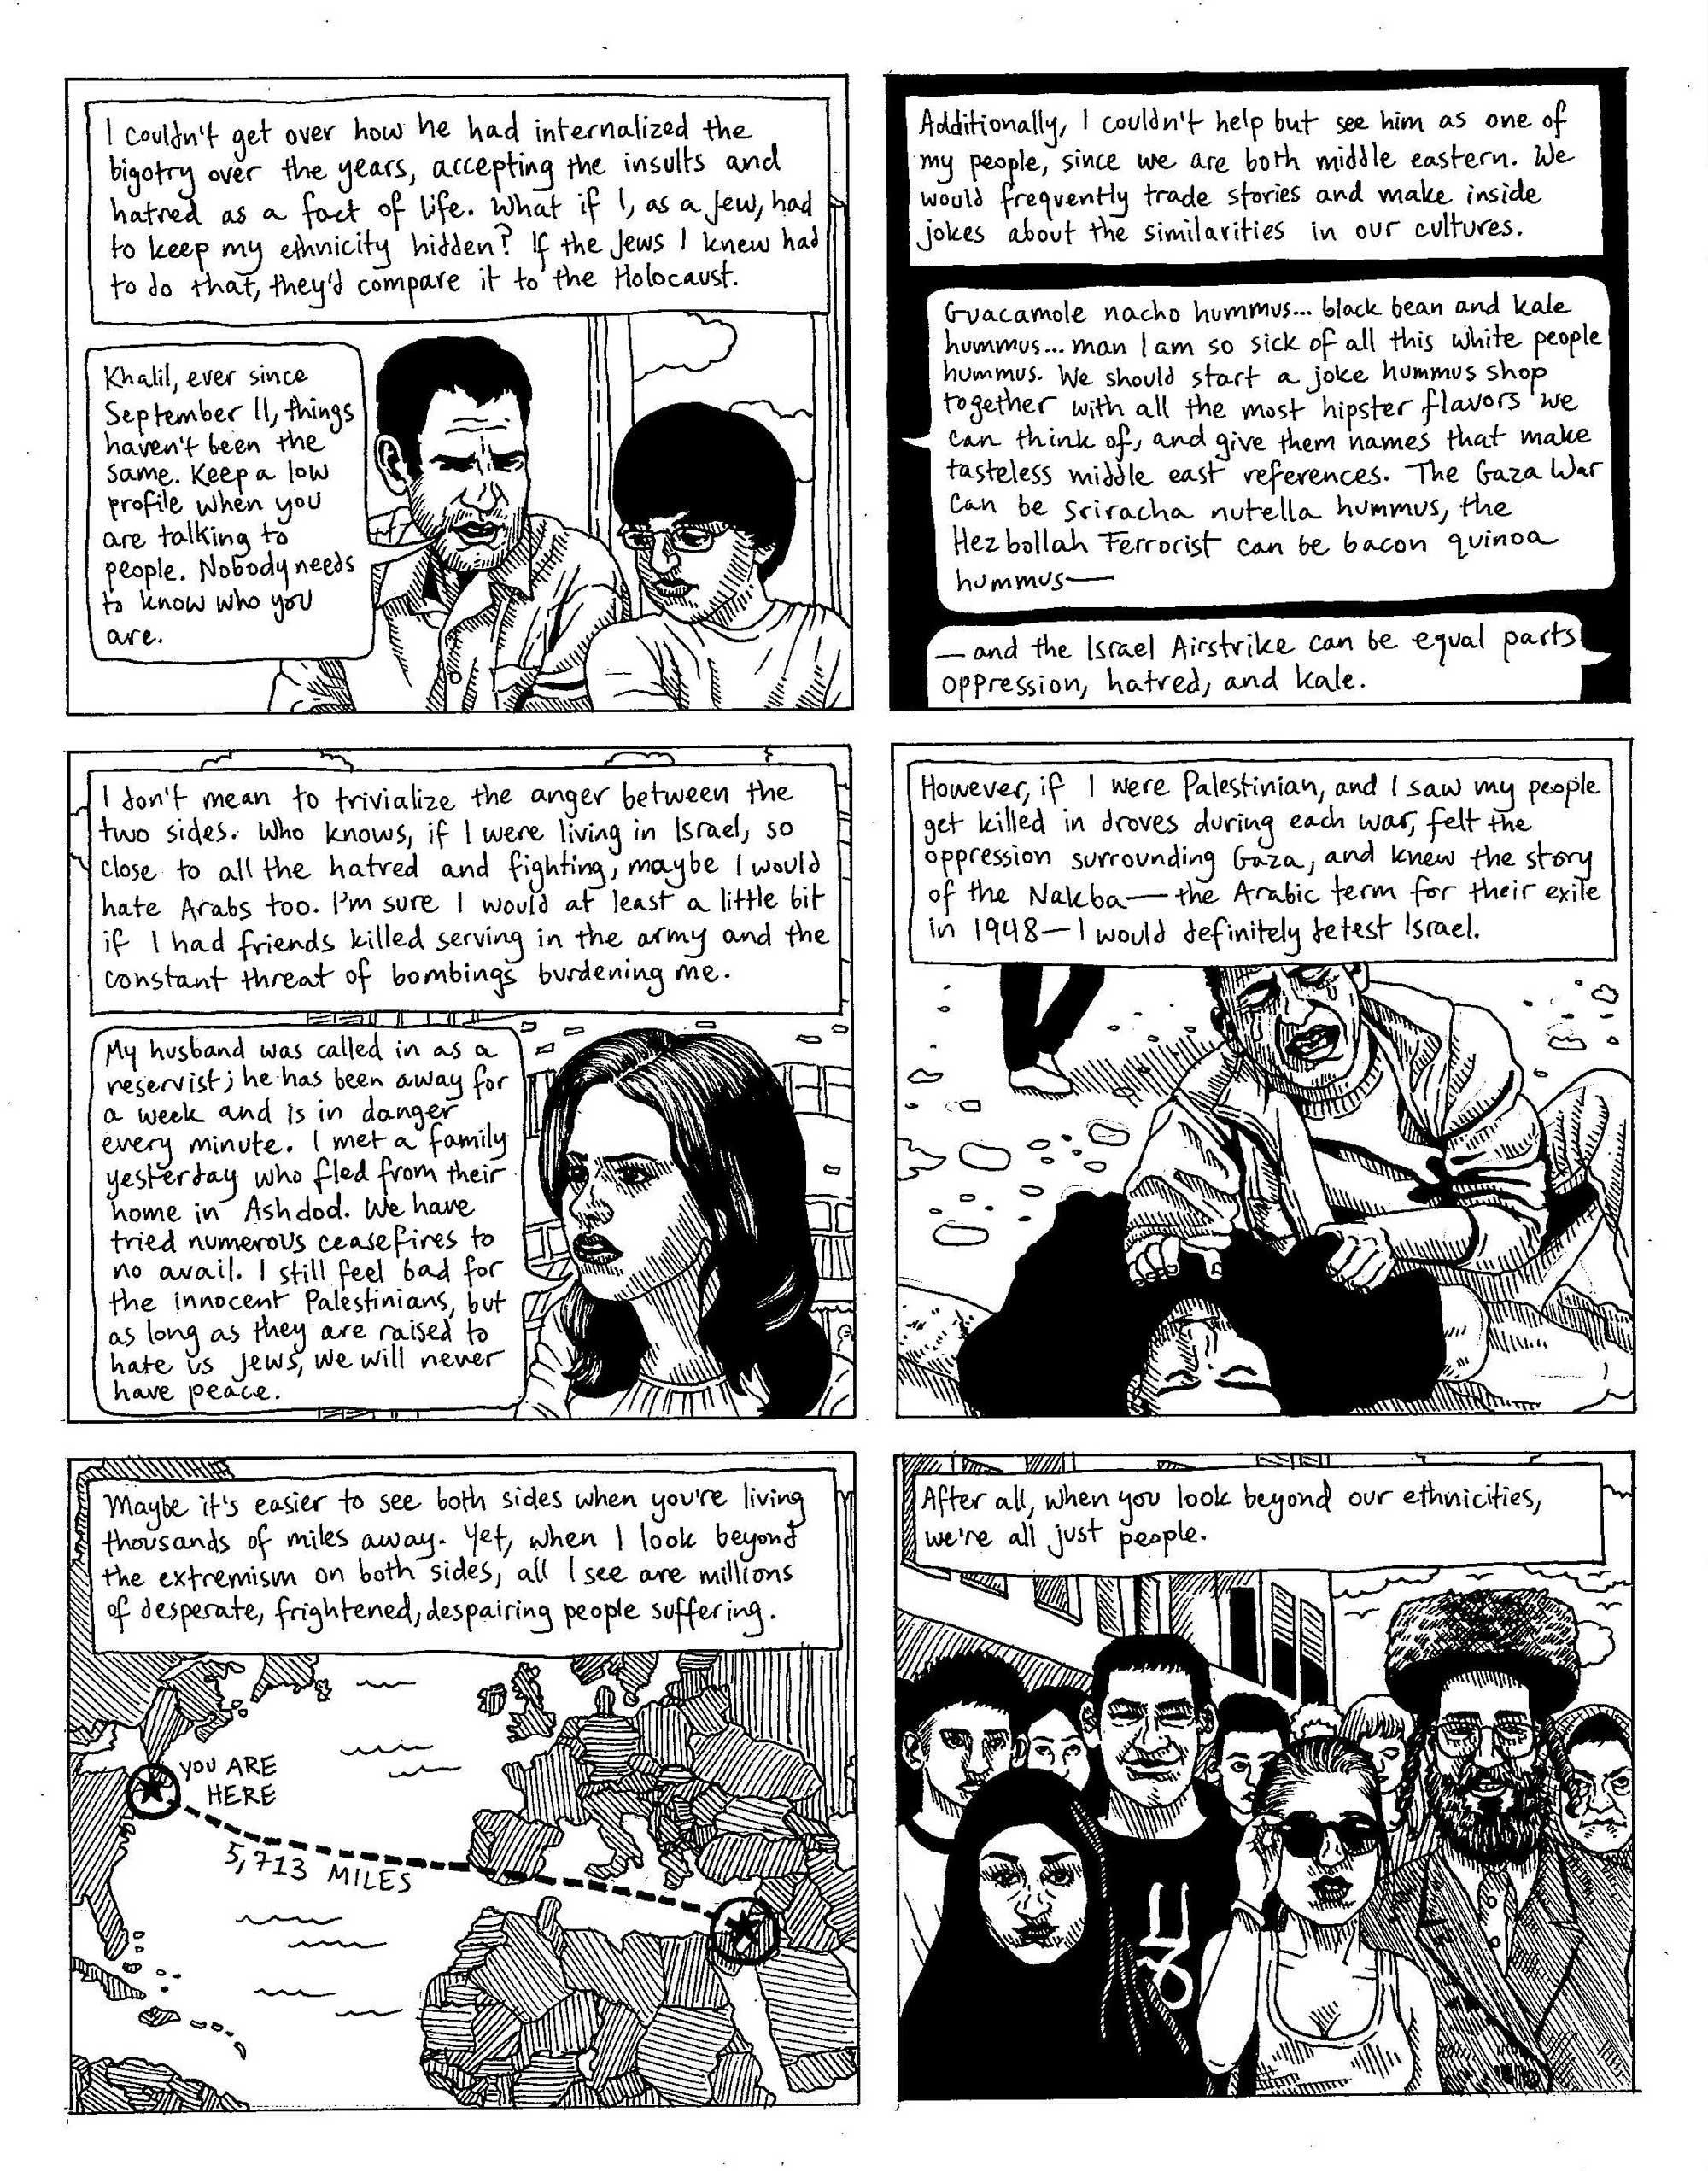 I couldn't get over how he had internalized the
bigotry over the years, accepting the insults and
hatred as a fact of life. What if I, as a Jew, had
to keep my ethnicity hidden? If the Jews I knew had
to do that, they'd compare it to the Holocaust.
Khalil, ever since
September 11, things
haven't been the
same. Keep a low
profile when you
are talking to
people. Nobody needs
to know who you
are.
Additionally, I couldn't help but see him as one of
my people, since we are both middle eastern. We
would frequently trade stories and make inside
jokes about the similarities in our cultures.
Guacamole nacho hummus... black bean and kale
hummus... man I am so sick of all this white people
hummus. We should start a joke hummus shop
together with all the most hipster flavors we
can think of, and give them names that make
tasteless middle east references. The Gaza War
can be sriracha nutella hummus, the
Hezbollah Ferrorist can be bacon quinoa
hummus—
—and the Israel Airstrike can be equal parts
oppression, hatred, and kale.
I don't mean to trivialize the anger between the
two sides. Who knows, if I were living in Israel, so
close to all the hatred and fighting, maybe I would
hate Arabs too. I'm sure I would at least a little bit
if I had friends killed serving in the army and the
constant threat of bombings burdening me.
My husband was called in as a
reservist; he has been away for
a week and is in danger
every minute. I met a family
yesterday who fled from their
home in Ashdod. We have
tried numerous ceasefires to
no avail. I still feel bad for
the innocent Palestinians, but
as long as they are raised to
hate us Jews, we will never
have peace.
However, if I were Palestinian, and I saw my people
get killed in droves during each war, felt the
oppression surrounding Gaza, and knew the story
of the Nakba—the Arabic term for their exile
in 1948—I would definitely detest Israel.
Maybe it's easier to see both sides when you're living
thousands of miles away. Yet, when I look beyond
the extremism on both sides, all I see are millions
of desperate, frightened, despairing people suffering.
YOU ARE
HERE
5,713 MILES
After all, when you look beyond our ethnicities,
we're all just people.